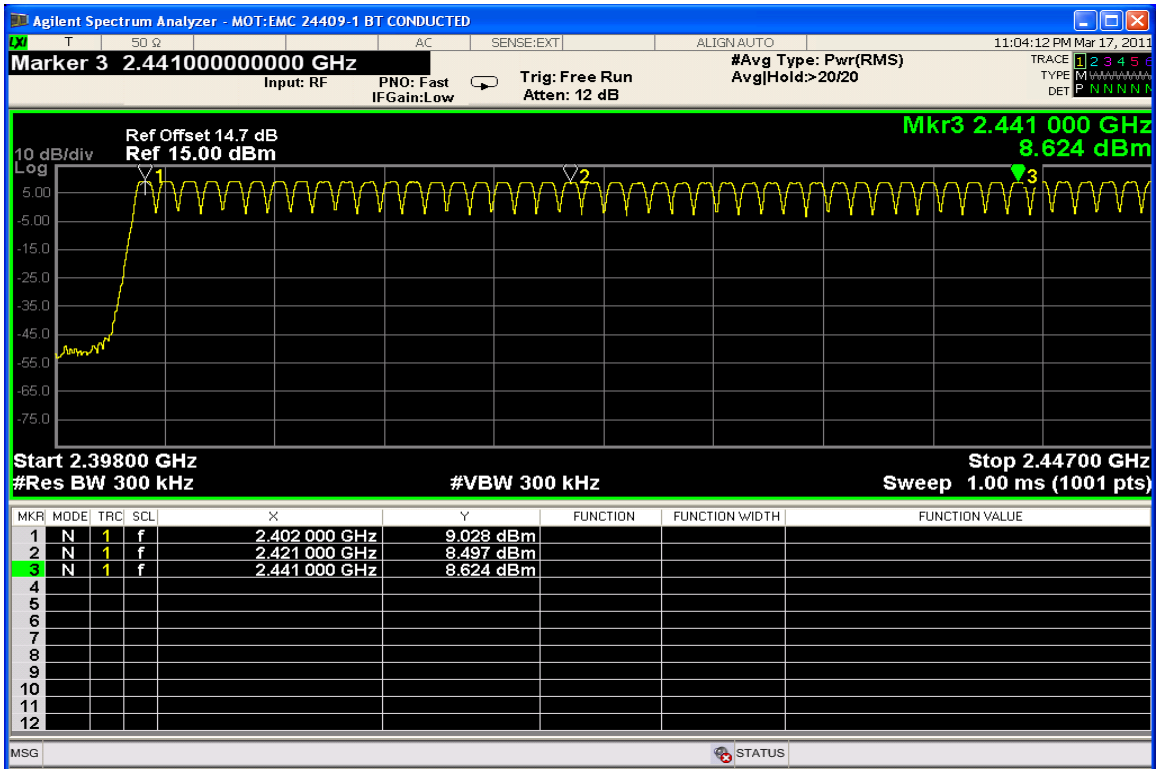 Agilent Spectrum Analyzer - MOT:EMC 24409-1 BT CONDUCTED
LXI T 50 Ω AC SENSE:EXT ALIGNAUTO 11:04:12 PM Mar 17, 2011
Marker 3 2.441000000000 GHz
Input: RF PNO: Fast IFGain:Low
Trig: Free Run
Atten: 12 dB
#Avg Type: Pwr(RMS)
Avg|Hold:>20/20
TRACE 1 2 3 4 5 6
TYPE M
DET P N N N N N
Mkr3 2.441 000 GHz
8.624 dBm
Ref Offset 14.7 dB
10 dB/div Ref 15.00 dBm
Log
1
2
3
5.00
-5.00
-15.0
-25.0
-35.0
-45.0
-55.0
-65.0
-75.0
Start 2.39800 GHz Stop 2.44700 GHz
#Res BW 300 kHz #VBW 300 kHz Sweep 1.00 ms (1001 pts)
MKR MODE TRC SCL X Y FUNCTION FUNCTION WIDTH FUNCTION VALUE
1 N 1 f 2.402 000 GHz 9.028 dBm
2 N 1 f 2.421 000 GHz 8.497 dBm
3 N 1 f 2.441 000 GHz 8.624 dBm
4
5
6
7
8
9
10
11
12
MSG STATUS